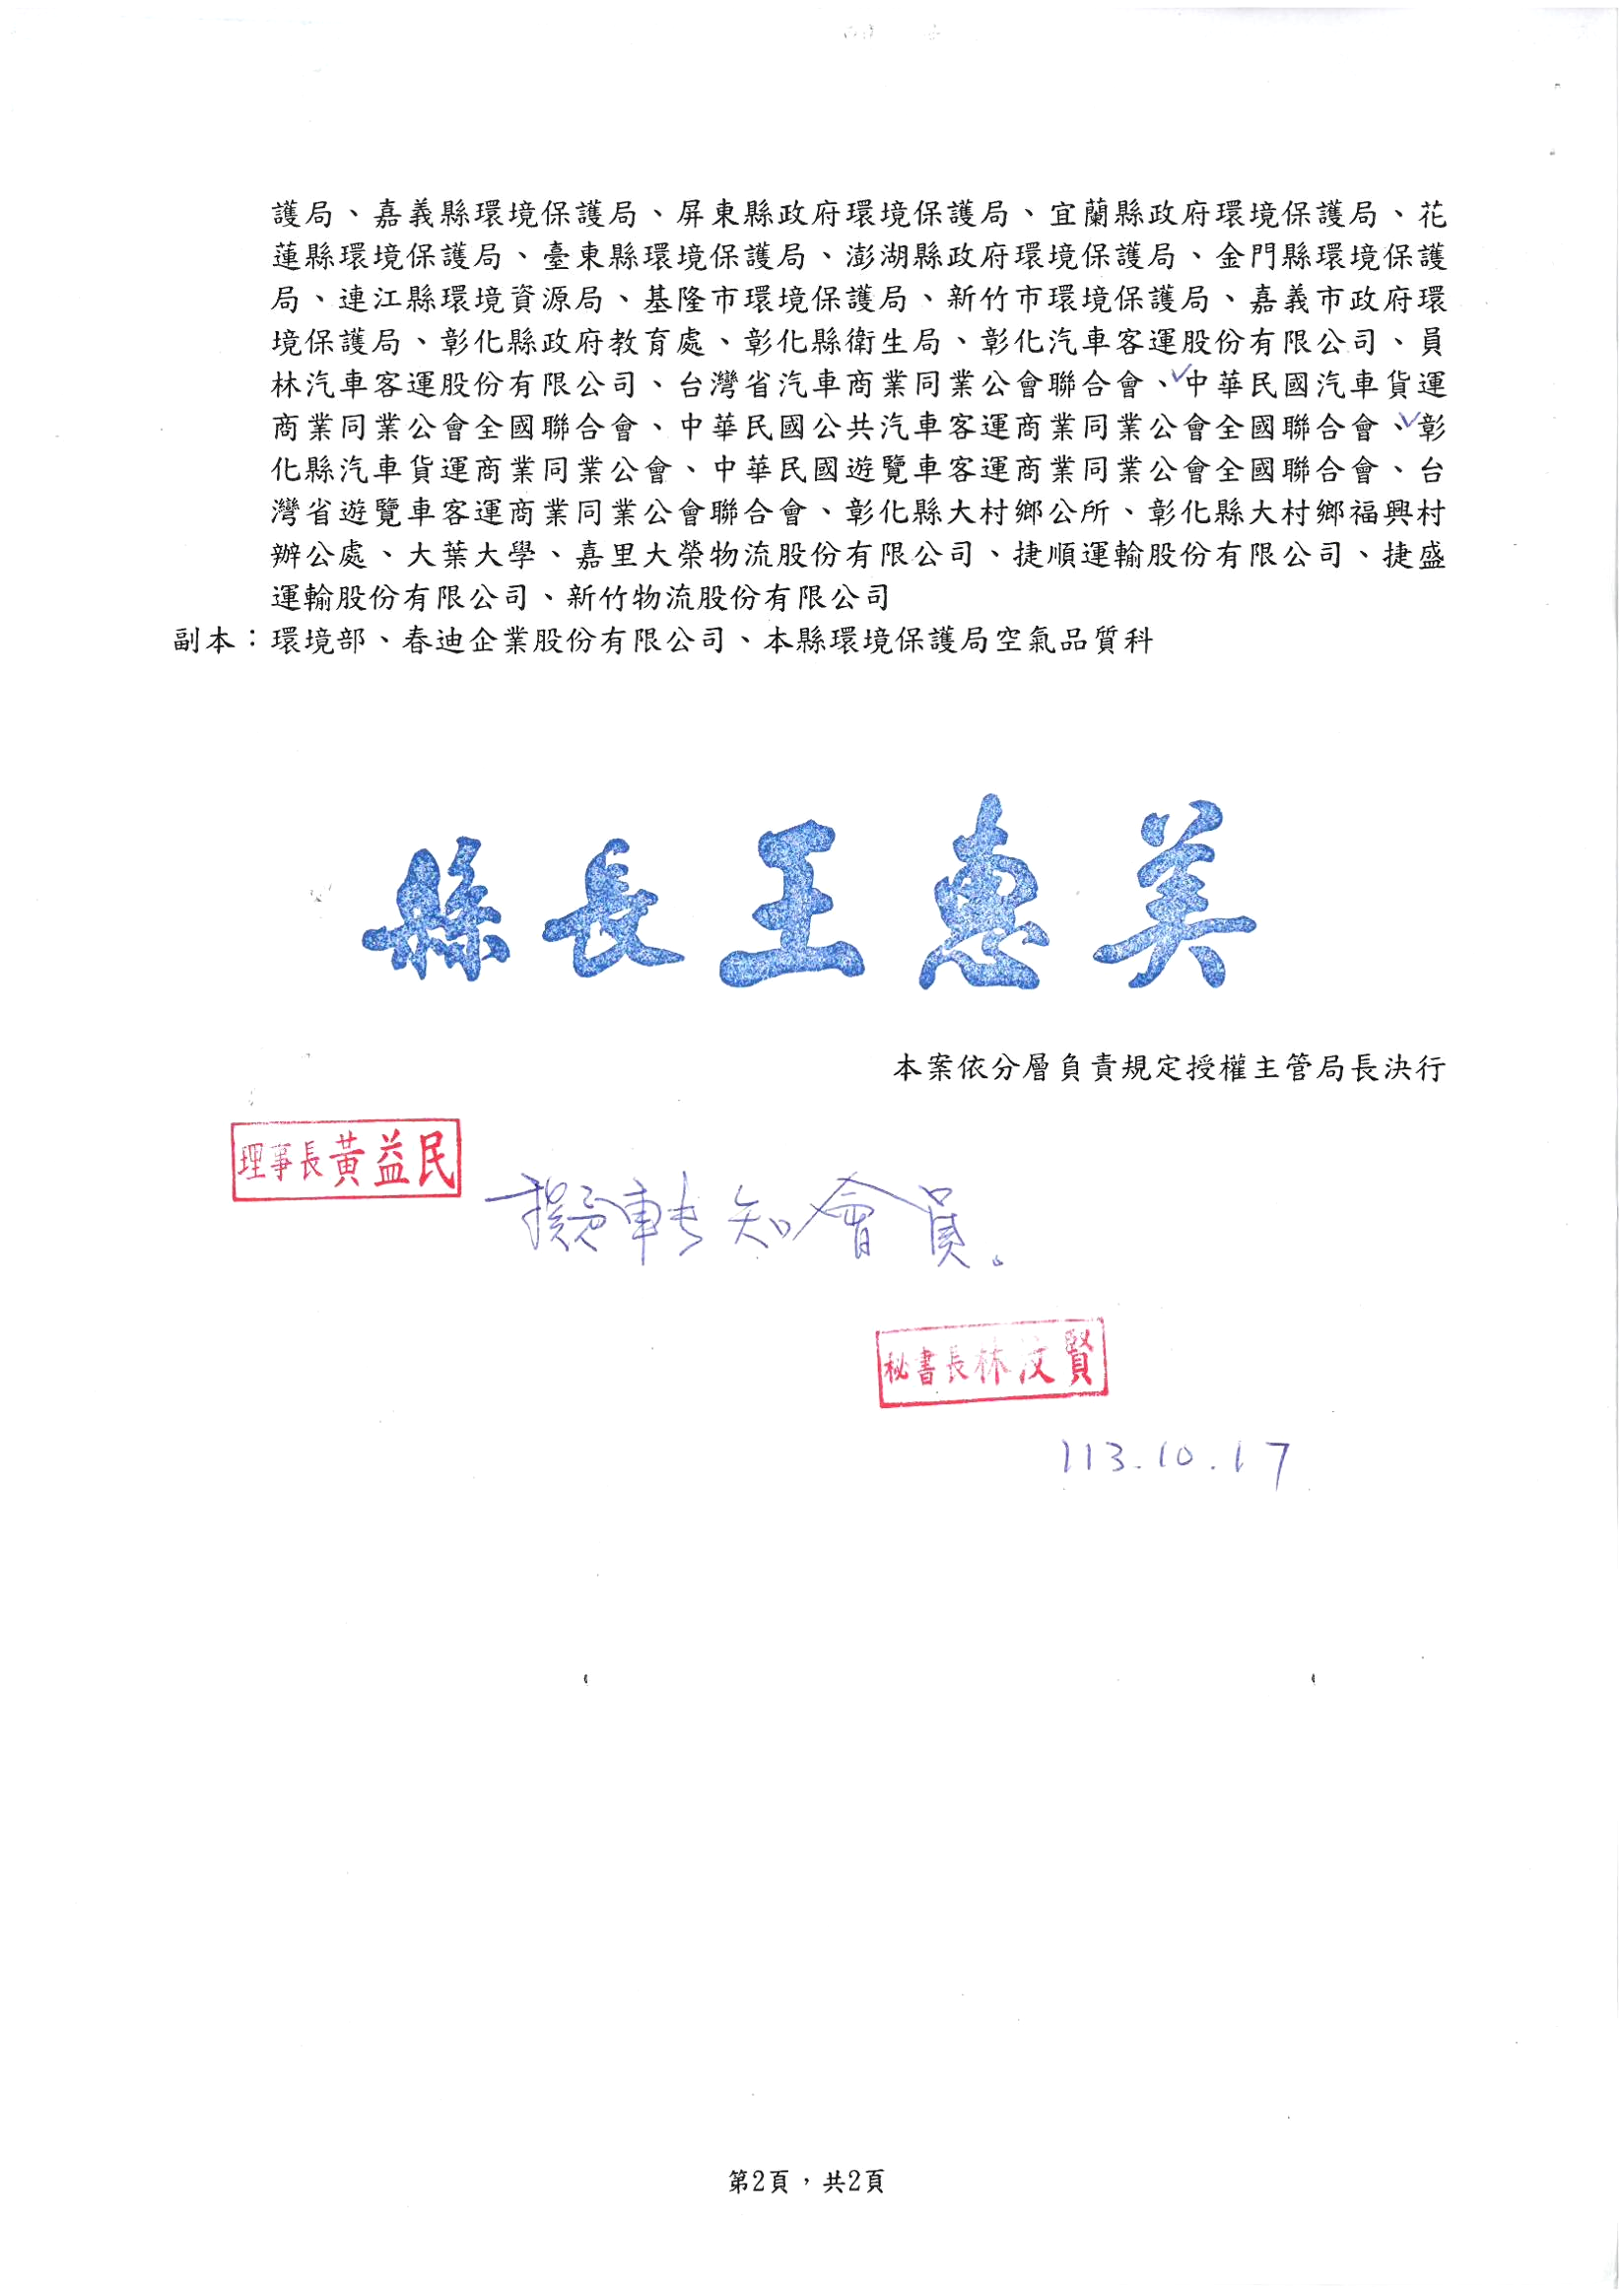 護局、嘉義縣環境保護局、屏東縣政府環境保護局、宜蘭縣政府環境保護局、花
蓮縣環境保護局、臺東縣環境保護局、澎湖縣政府環境保護局、金門縣環境保護
局、連江縣環境資源局、基隆市環境保護局、新竹市環境保護局、嘉義市政府環
境保護局、彰化縣政府教育處、彰化縣衛生局、彰化汽車客運股份有限公司、員
林汽車客運股份有限公司、台灣省汽車商業同業公會聯合會、✓中華民國汽車貨運
商業同業公會全國聯合會、中華民國公共汽車客運商業同業公會全國聯合會、✓彰
化縣汽車貨運商業同業公會、中華民國遊覽車客運商業同業公會全國聯合會、台
灣省遊覽車客運商業同業公會聯合會、彰化縣大村鄉公所、彰化縣大村鄉福興村
辦公處、大葉大學、嘉里大榮物流股份有限公司、捷順運輸股份有限公司、捷盛
運輸股份有限公司、新竹物流股份有限公司
副本：環境部、春迪企業股份有限公司、本縣環境保護局空氣品質科
縣長王惠美
本案依分層負責規定授權主管局長決行
理事長黃益民
擬轉知會員。
秘書長林汶賢
113.10.17
第2頁，共2頁